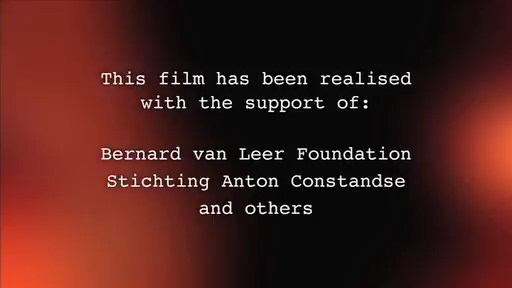 This film has been realised
with the support of:
Bernard van Leer Foundation
Stichting Anton Constandse
and others